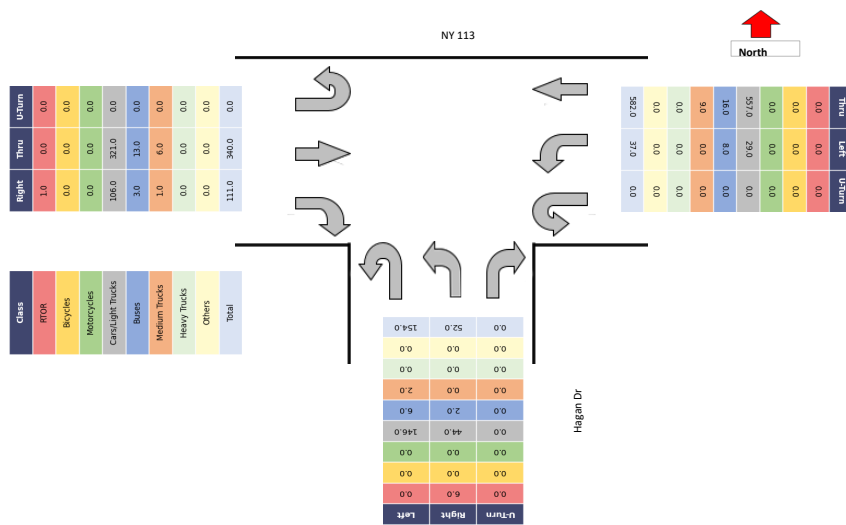 NY 113
North
U-Turn 0.0 0.0 0.0 0.0 0.0 0.0 0.0 0.0 0.0
Thru 0.0 0.0 0.0 321.0 13.0 6.0 0.0 0.0 340.0
Right 1.0 0.0 0.0 106.0 3.0 1.0 0.0 0.0 111.0
Class RTOR Bicycles Motorcycles Cars/Light Trucks Buses Medium Trucks Heavy Trucks Others Total
582.0 0.0 0.0 9.0 16.0 557.0 0.0 0.0 0.0 Thru
37.0 0.0 0.0 0.0 8.0 29.0 0.0 0.0 0.0 Left
0.0 0.0 0.0 0.0 0.0 0.0 0.0 0.0 0.0 U-Turn
154.0 52.0 0.0
0.0 0.0 0.0
0.0 0.0 0.0
2.0 0.0 0.0
6.0 2.0 0.0
146.0 44.0 0.0
0.0 0.0 0.0
0.0 0.0 0.0
0.0 6.0 0.0
Left Right U-Turn
Hagan Dr